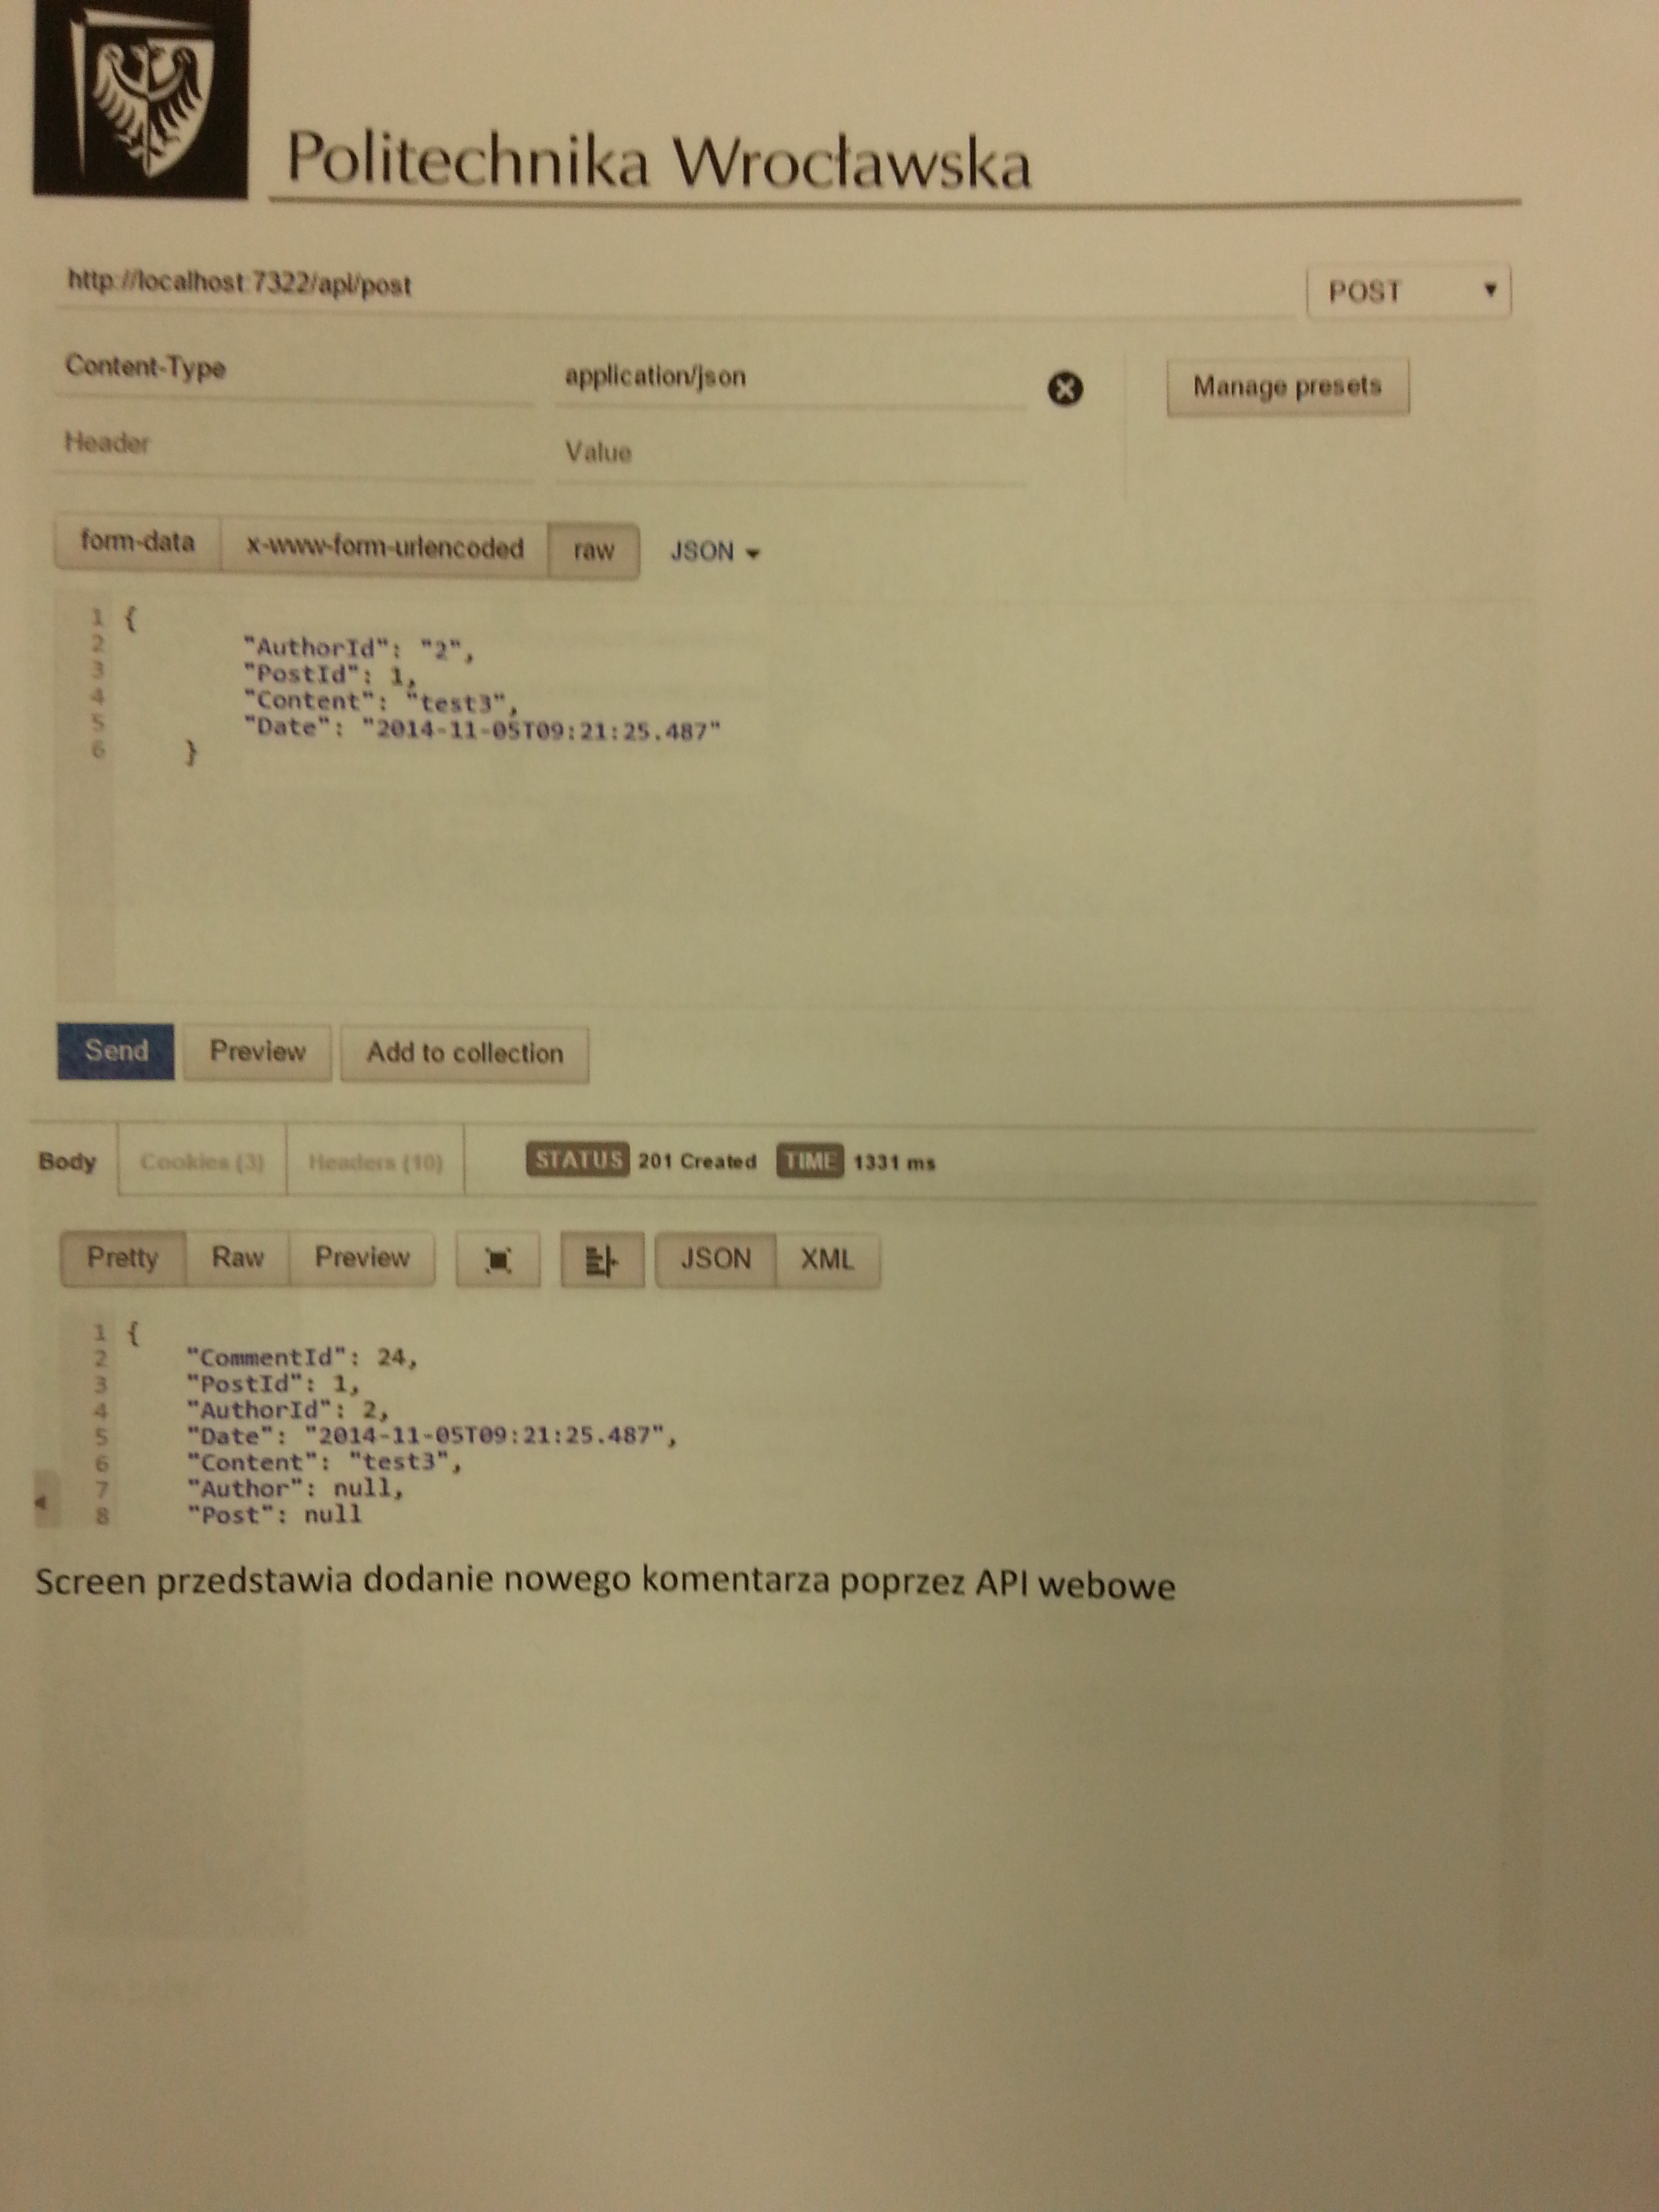 Politechnika Wrocławska
http://localhost:7322/api/post POST
Content-Type application/json Manage presets
Header Value
form-data x-www-form-urlencoded raw JSON
1 {
2 "AuthorId": "2",
3 "PostId": 1,
4 "Content": "test3",
5 "Date": "2014-11-05T09:21:25.487"
6 }
Send Preview Add to collection
Body Cookies (3) Headers (10) STATUS 201 Created TIME 1331 ms
Pretty Raw Preview JSON XML
1 {
2 "CommentId": 24,
3 "PostId": 1,
4 "AuthorId": 2,
5 "Date": "2014-11-05T09:21:25.487",
6 "Content": "test3",
7 "Author": null,
8 "Post": null
Screen przedstawia dodanie nowego komentarza poprzez API webowe